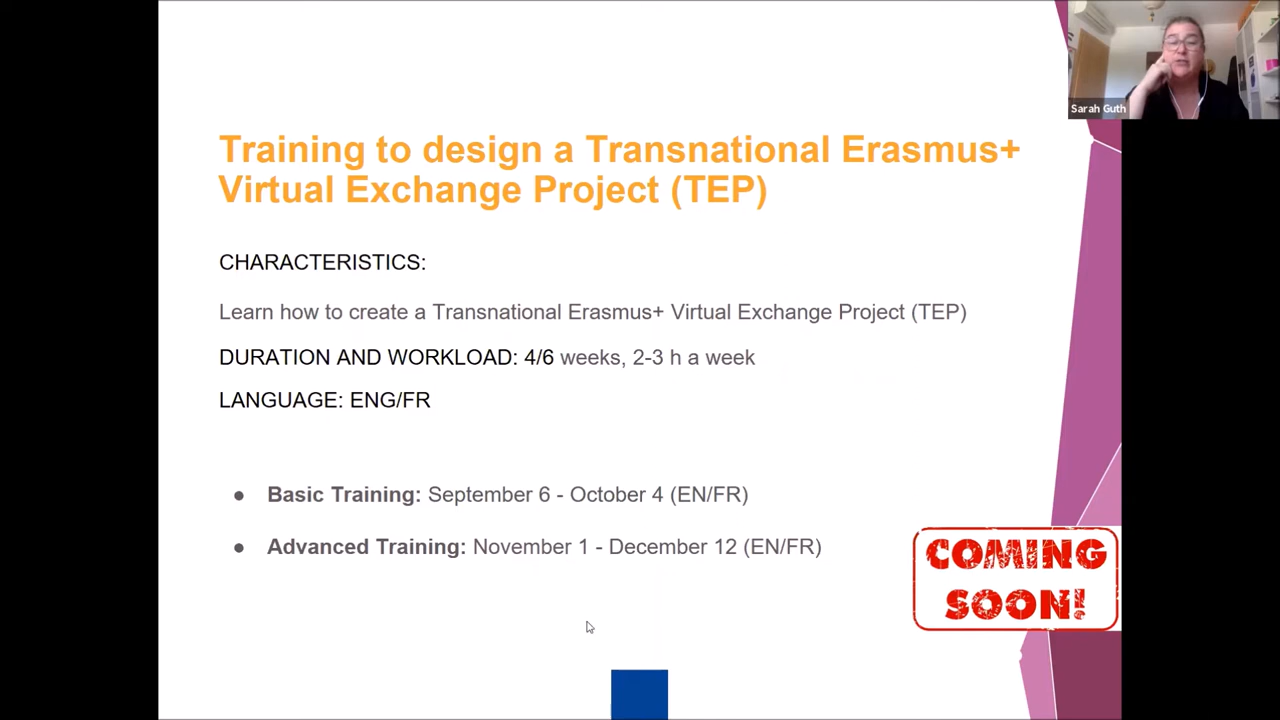 Sarah Guth
Training to design a Transnational Erasmus+
Virtual Exchange Project (TEP)
CHARACTERISTICS:
Learn how to create a Transnational Erasmus+ Virtual Exchange Project (TEP)
DURATION AND WORKLOAD: 4/6 weeks, 2-3 h a week
LANGUAGE: ENG/FR
● Basic Training: September 6 - October 4 (EN/FR)
● Advanced Training: November 1 - December 12 (EN/FR)
COMING
SOON!